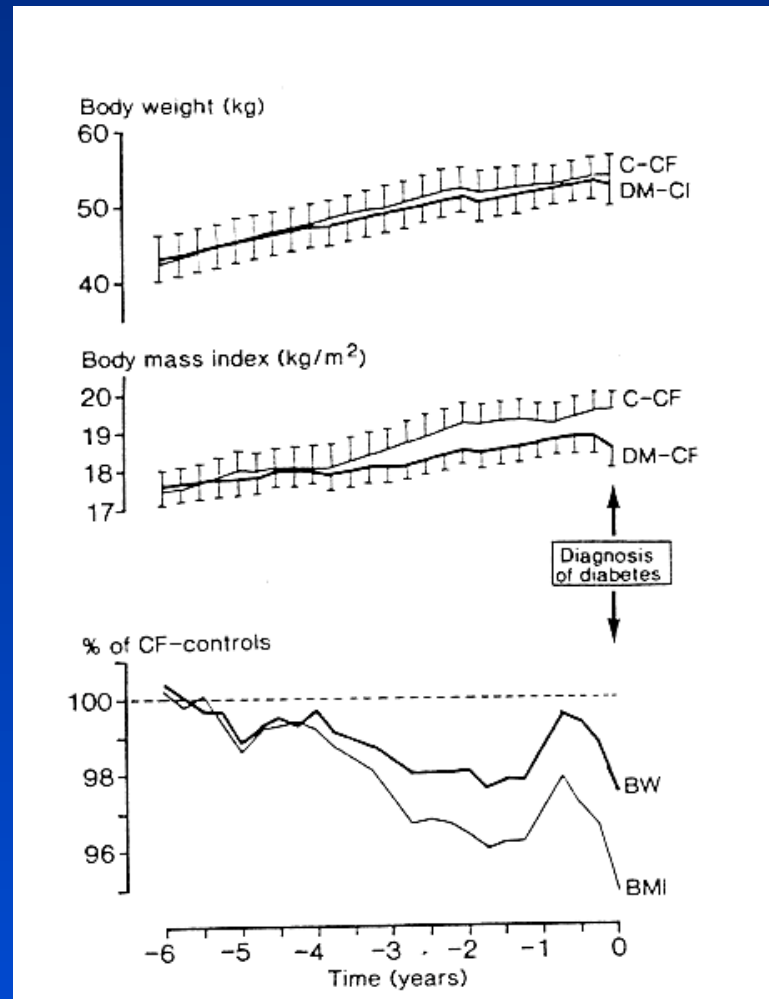 Body weight (kg)
60
50
40
C-CF
DM-CI
Body mass index (kg/m²)
20
19
18
17
C-CF
DM-CF
Diagnosis
of diabetes
% of CF-controls
100
98
96
BW
BMI
-6 -5 -4 -3 -2 -1 0
Time (years)